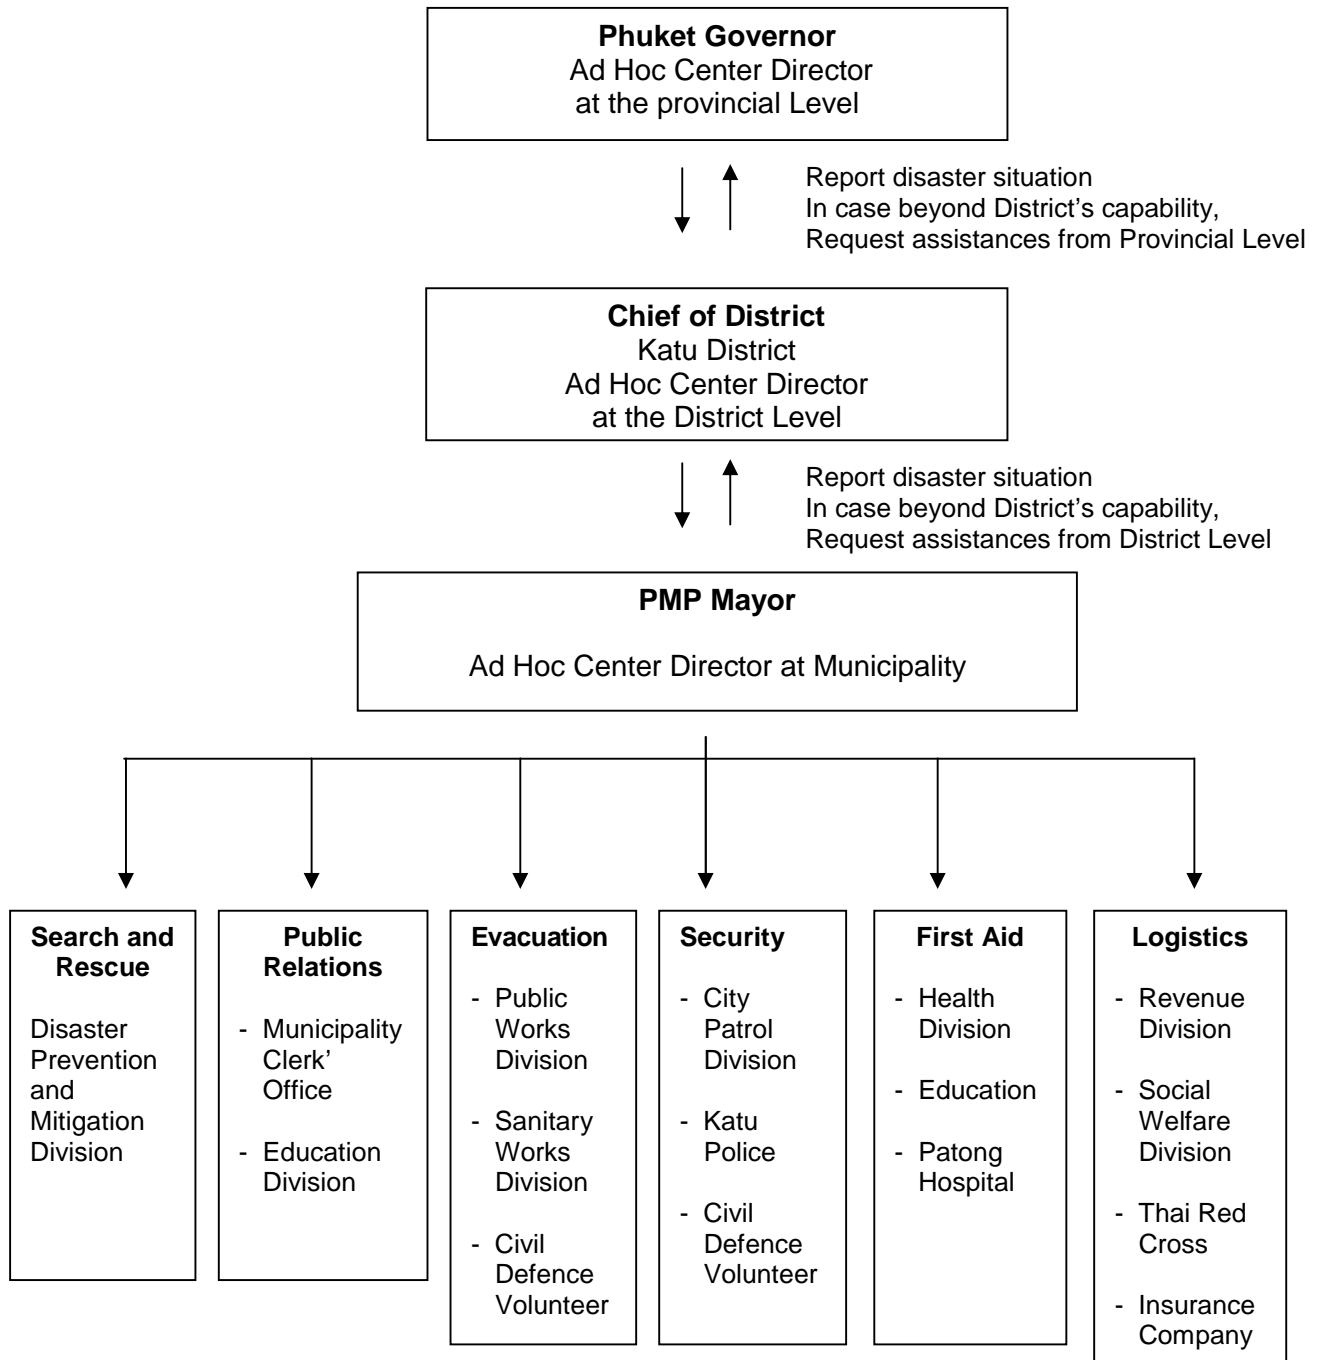 Phuket Governor
Ad Hoc Center Director
at the provincial Level
Report disaster situation
In case beyond District's capability,
Request assistances from Provincial Level
Chief of District
Katu District
Ad Hoc Center Director
at the District Level
Report disaster situation
In case beyond District's capability,
Request assistances from District Level
PMP Mayor
Ad Hoc Center Director at Municipality
Search and
Rescue
Disaster
Prevention
and
Mitigation
Division
Public
Relations
- Municipality
Clerk'
Office
- Education
Division
Evacuation
- Public
Works
Division
- Sanitary
Works
Division
- Civil
Defence
Volunteer
Security
- City
Patrol
Division
- Katu
Police
- Civil
Defence
Volunteer
First Aid
- Health
Division
- Education
- Patong
Hospital
Logistics
- Revenue
Division
- Social
Welfare
Division
- Thai Red
Cross
- Insurance
Company